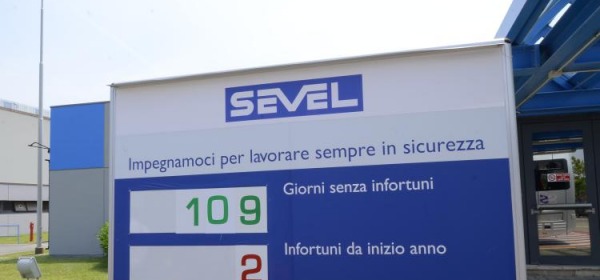 SEVEL
Impegnamoci per lavorare sempre in sicurezza
109 Giorni senza infortuni
2 Infortuni da inizio anno